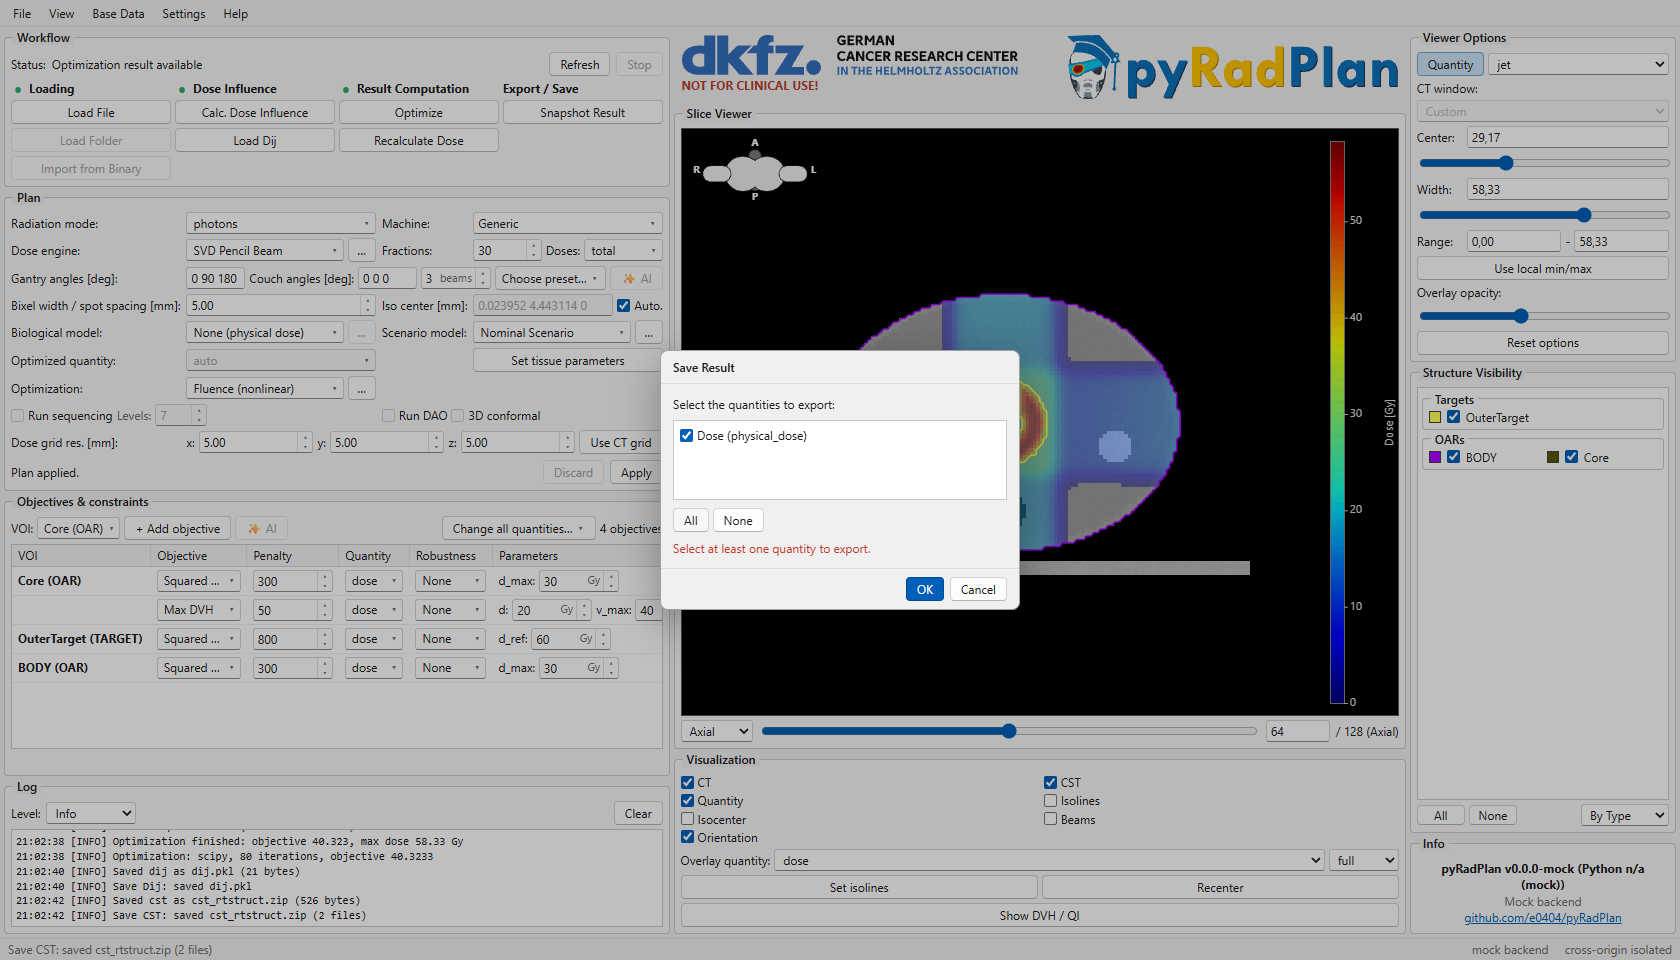 File View Base Data Settings Help
Workflow
Status: Optimization result available
Refresh Stop
Loading Dose Influence Result Computation Export / Save
Load File Calc. Dose Influence Optimize Snapshot Result
Load Folder Load Dij Recalculate Dose
Import from Binary
Plan
Radiation mode: photons Machine: Generic
Dose engine: SVD Pencil Beam ... Fractions: 30 Doses: total
Gantry angles [deg]: 0 90 180 Couch angles [deg]: 0 0 0 3 beams Choose preset... AI
Bixel width / spot spacing [mm]: 5.00 Iso center [mm]: 0.023952 4.443114 0 Auto.
Biological model: None (physical dose) ... Scenario model: Nominal Scenario ...
Optimized quantity: auto Set tissue parameters
Optimization: Fluence (nonlinear) ...
Run sequencing Levels: 7 Run DAO 3D conformal
Dose grid res. [mm]: x: 5.00 y: 5.00 z: 5.00 Use CT grid
Plan applied. Discard Apply
Objectives & constraints
VOI: Core (OAR) + Add objective AI Change all quantities... 4 objectives
VOI Objective Penalty Quantity Robustness Parameters
Core (OAR) Squared ... 300 dose None d_max: 30 Gy
Max DVH 50 dose None d: 20 Gy v_max: 40
OuterTarget (TARGET) Squared ... 800 dose None d_ref: 60 Gy
BODY (OAR) Squared ... 300 dose None d_max: 30 Gy
Log
Level: Info Clear
21:02:38 [INFO] Optimization finished: objective 40.323, max dose 58.33 Gy
21:02:38 [INFO] Optimization: scipy, 80 iterations, objective 40.3233
21:02:40 [INFO] Saved dij as dij.pkl (21 bytes)
21:02:40 [INFO] Save Dij: saved dij.pkl
21:02:42 [INFO] Saved cst as cst_rtstruct.zip (526 bytes)
21:02:42 [INFO] Save CST: saved cst_rtstruct.zip (2 files)
dkfz.
GERMAN
CANCER RESEARCH CENTER
IN THE HELMHOLTZ ASSOCIATION
NOT FOR CLINICAL USE!
pyRadPlan
Slice Viewer
A
R L
P
50
40
30
20
10
0
Dose [Gy]
Save Result
Select the quantities to export:
Dose (physical_dose)
All None
Select at least one quantity to export.
OK Cancel
Axial 64 / 128 (Axial)
Visualization
CT CST
Quantity Isolines
Isocenter Beams
Orientation
Overlay quantity: dose full
Set isolines Recenter
Show DVH / QI
Viewer Options
Quantity jet
CT window:
Custom
Center: 29,17
Width: 58,33
Range: 0,00 - 58,33
Use local min/max
Overlay opacity:
Reset options
Structure Visibility
Targets
OuterTarget
OARs
BODY Core
All None By Type
Info
pyRadPlan v0.0.0-mock (Python n/a
(mock))
Mock backend
github.com/e0404/pyRadPlan
Save CST: saved cst_rtstruct.zip (2 files)
mock backend cross-origin isolated